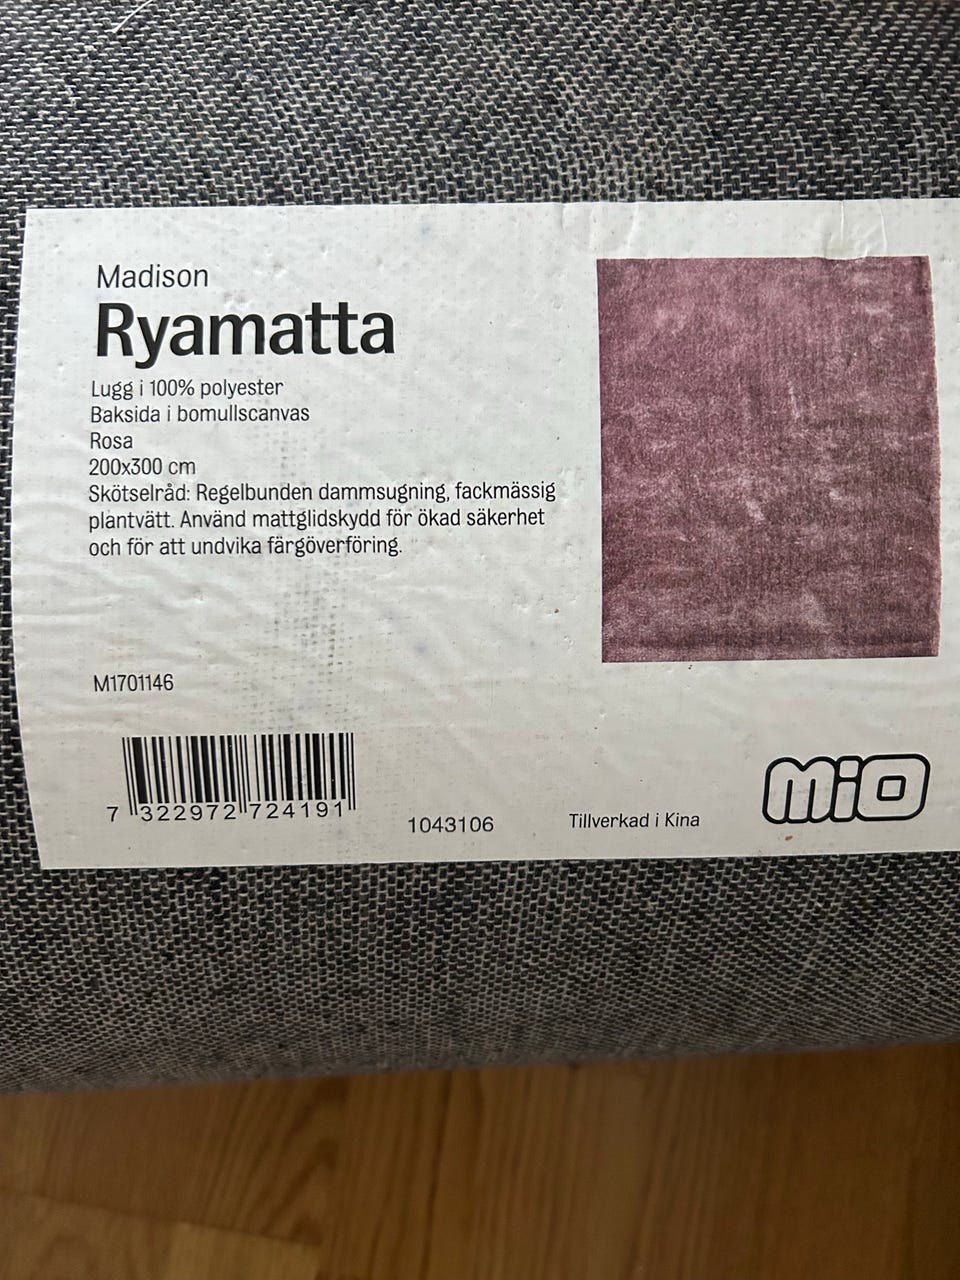 Madison
Ryamatta
Lugg i 100% polyester
Baksida i bomullscanvas
Rosa
200x300 cm
Skötselråd: Regelbunden dammsugning, fackmässig
plantvätt. Använd mattglidskydd för ökad säkerhet
och för att undvika färgöverföring.
M1701146
7 322972 724191
1043106
Tillverkad i Kina
mio